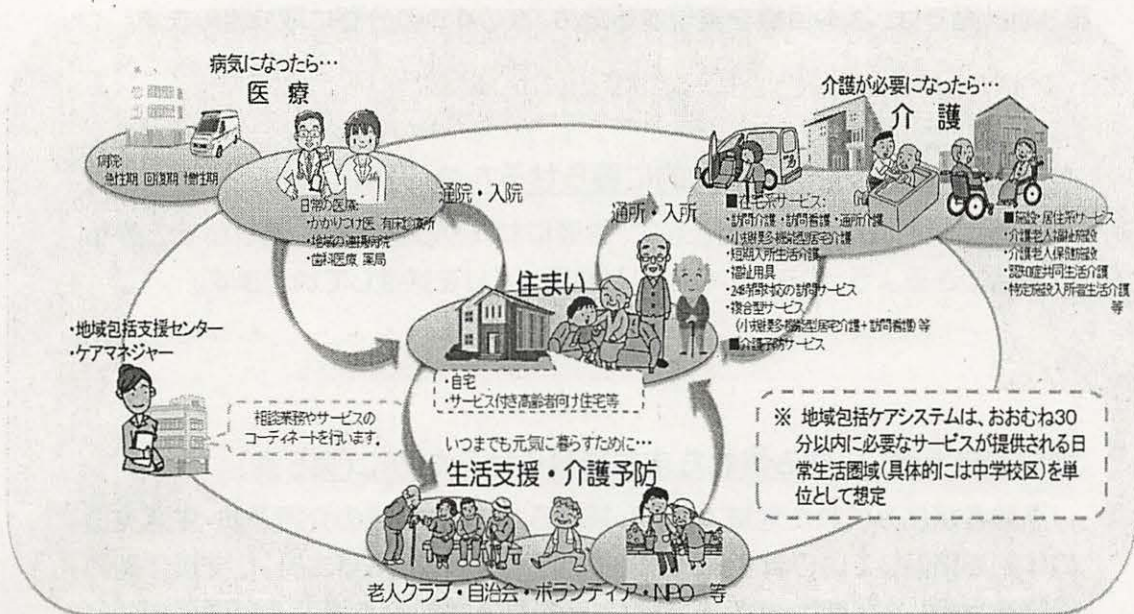 病気になったら…
医療
病院:
急性期 回復期 慢性期
日常の医療:
・かかりつけ医 有床診療所
・地域の連携病院
・歯科医療 薬局
通院・入院
介護が必要になったら…
介護
通所・入所
■在宅系サービス:
・訪問介護・訪問看護・通所介護
・小規模多機能型居宅介護
・短期入所生活介護
・福祉用具
・24時間対応の訪問サービス
・複合型サービス
(小規模多機能型居宅介護+訪問看護)等
■介護予防サービス
■施設・居住系サービス
・介護老人福祉施設
・介護老人保健施設
・認知症共同生活介護
・特定施設入所者生活介護
等
住まい
・自宅
・サービス付き高齢者向け住宅等
・地域包括支援センター
・ケアマネジャー
相談業務やサービスの
コーディネートを行います。
いつまでも元気に暮らすために…
生活支援・介護予防
老人クラブ・自治会・ボランティア・NPO 等
※ 地域包括ケアシステムは、おおむね30
分以内に必要なサービスが提供される日
常生活圏域(具体的には中学校区)を単
位として想定